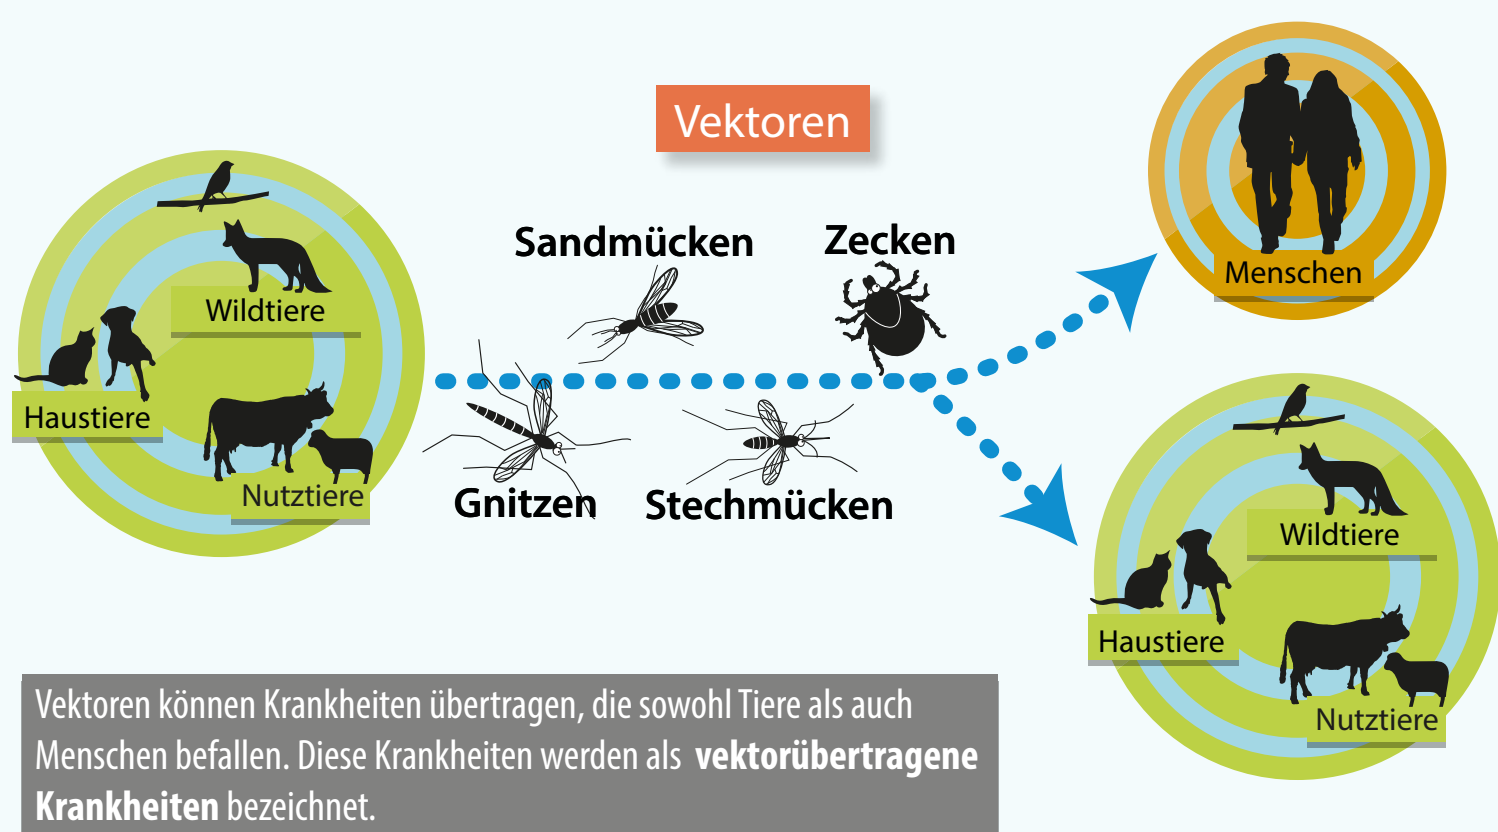 Vektoren
Sandmücken
Zecken
Gnitzen
Stechmücken
Wildtiere
Haustiere
Nutztiere
Menschen
Wildtiere
Haustiere
Nutztiere
Vektoren können Krankheiten übertragen, die sowohl Tiere als auch
Menschen befallen. Diese Krankheiten werden als vektorübertragene
Krankheiten bezeichnet.